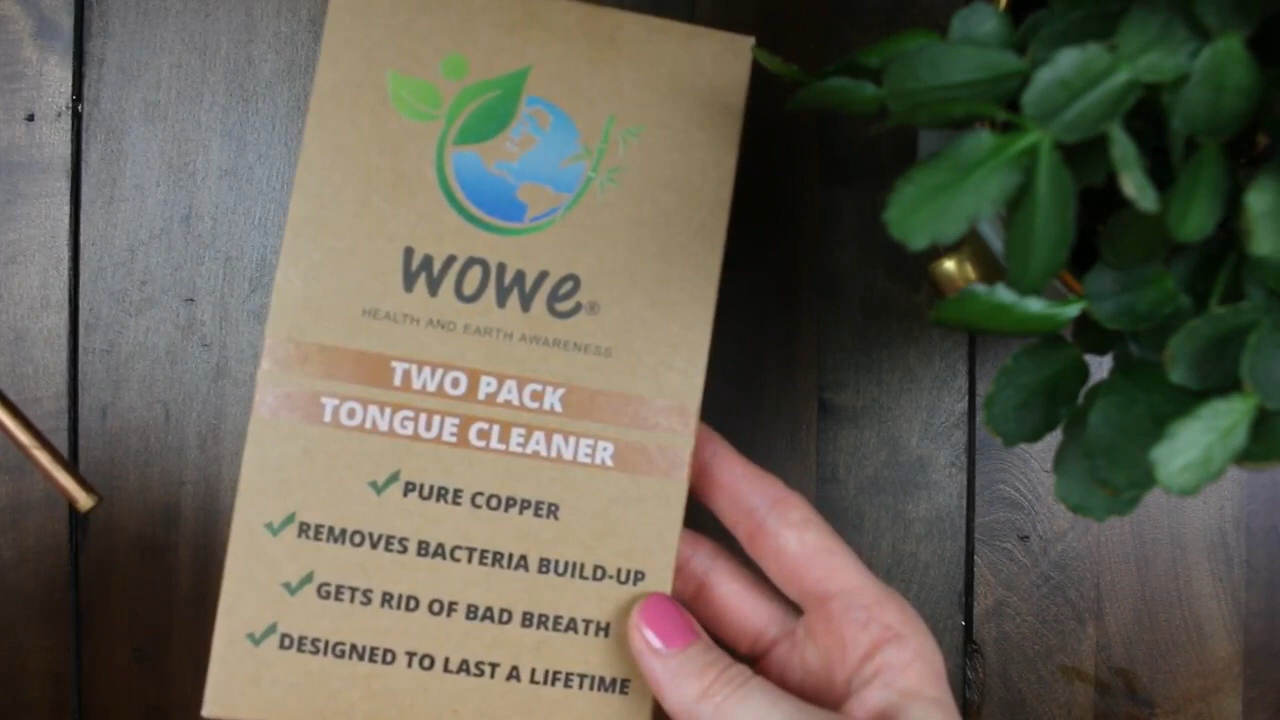 wowe®
HEALTH AND EARTH AWARENESS
TWO PACK
TONGUE CLEANER
PURE COPPER
REMOVES BACTERIA BUILD-UP
GETS RID OF BAD BREATH
DESIGNED TO LAST A LIFETIME